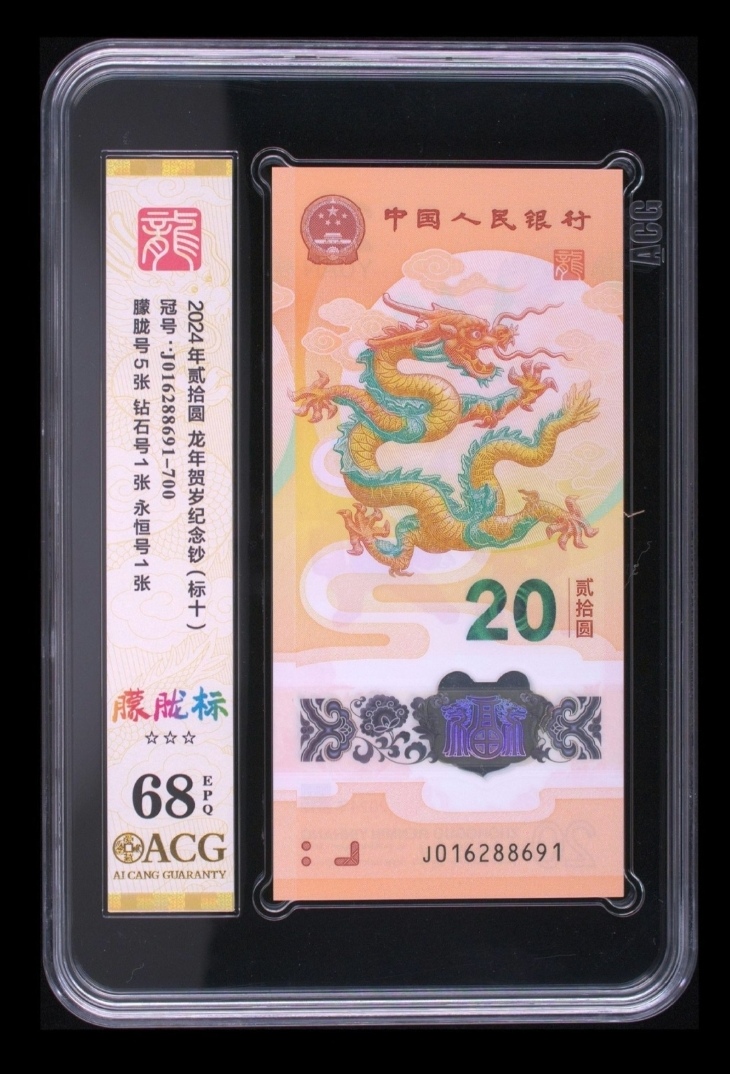 龍
2024年贰拾圆 龙年贺岁纪念钞(标十)
冠号:J016288691-700
朦胧号5张 钻石号1张 永恒号1张
朦胧标
☆☆☆
68 EPQ
ACG
AI CANG GUARANTY
中国人民银行
龍
20 贰拾圆
J016288691
ACG